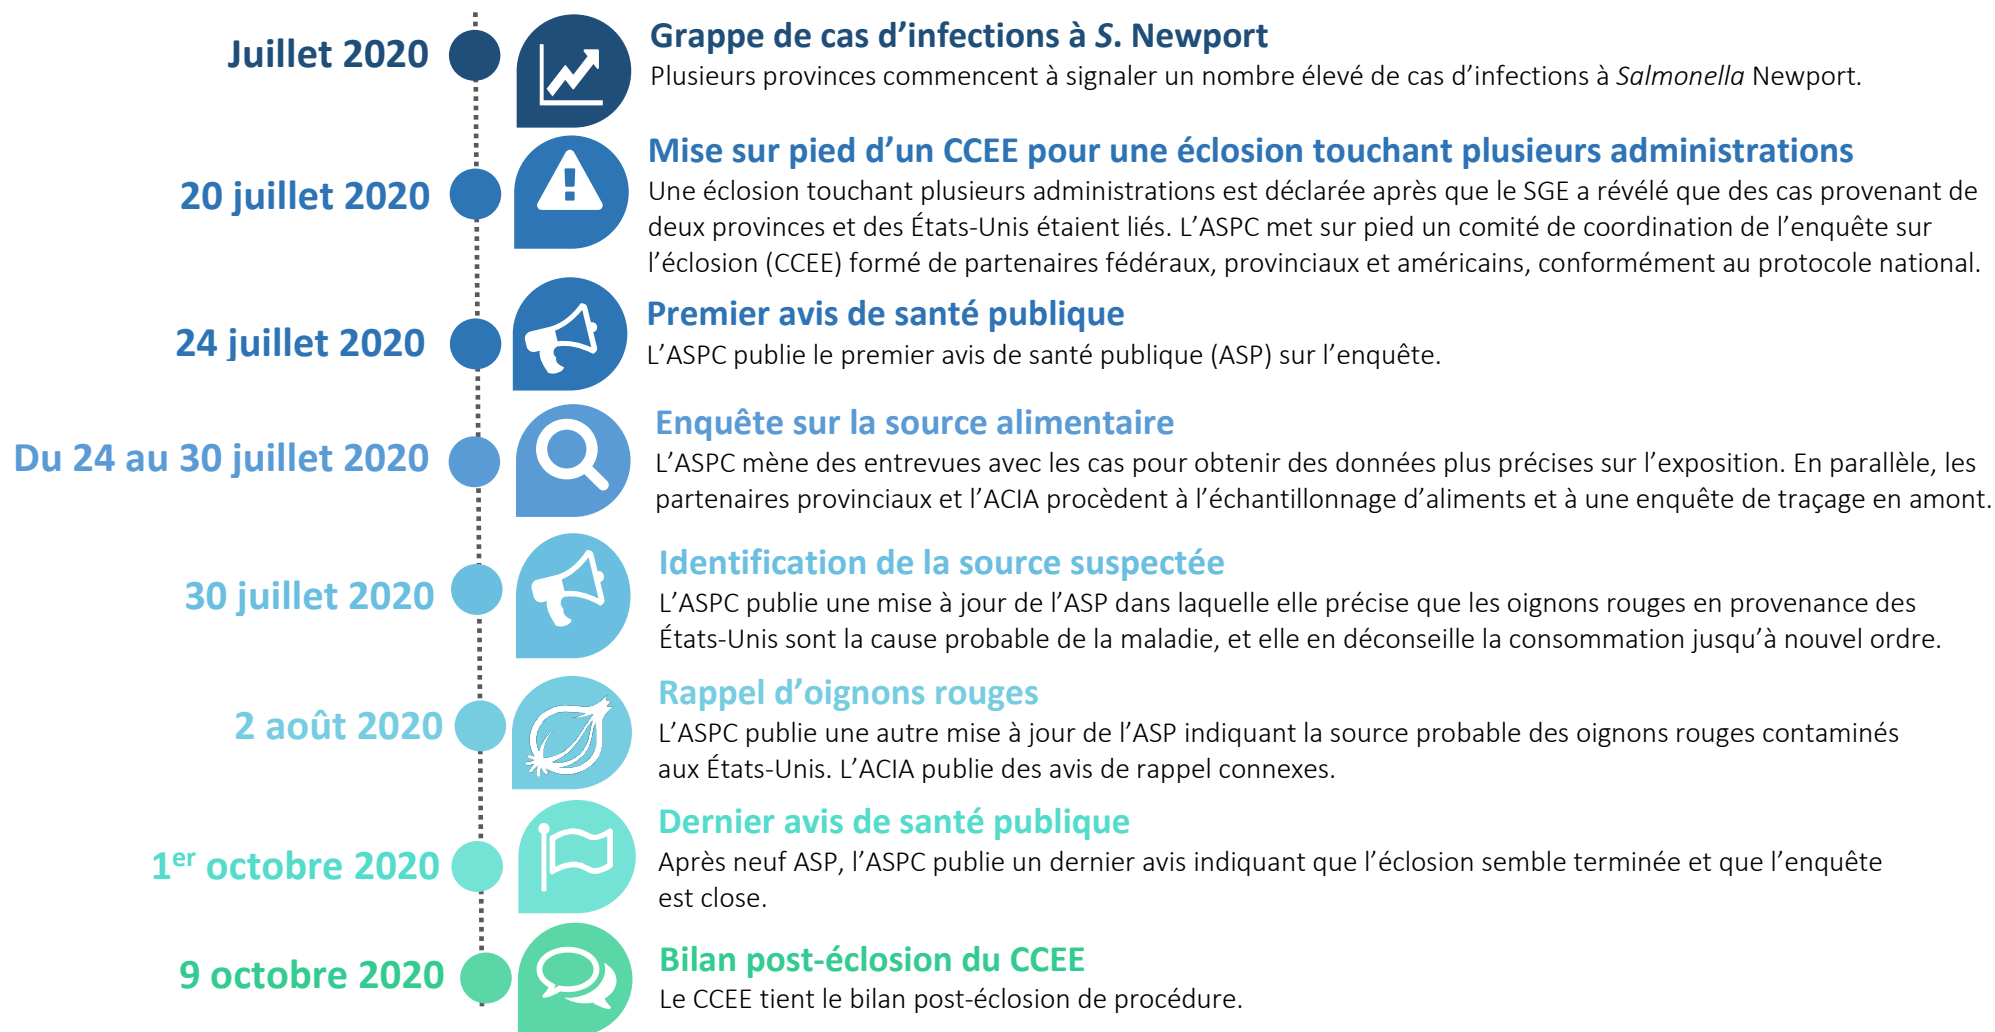 Juillet 2020
Grappe de cas d’infections à S. Newport
Plusieurs provinces commencent à signaler un nombre élevé de cas d’infections à Salmonella Newport.
20 juillet 2020
Mise sur pied d’un CCEE pour une éclosion touchant plusieurs administrations
Une éclosion touchant plusieurs administrations est déclarée après que le SGE a révélé que des cas provenant de
deux provinces et des États-Unis étaient liés. L’ASPC met sur pied un comité de coordination de l’enquête sur
l’éclosion (CCEE) formé de partenaires fédéraux, provinciaux et américains, conformément au protocole national.
24 juillet 2020
Premier avis de santé publique
L’ASPC publie le premier avis de santé publique (ASP) sur l’enquête.
Du 24 au 30 juillet 2020
Enquête sur la source alimentaire
L’ASPC mène des entrevues avec les cas pour obtenir des données plus précises sur l’exposition. En parallèle, les
partenaires provinciaux et l’ACIA procèdent à l’échantillonnage d’aliments et à une enquête de traçage en amont.
30 juillet 2020
Identification de la source suspectée
L’ASPC publie une mise à jour de l’ASP dans laquelle elle précise que les oignons rouges en provenance des
États-Unis sont la cause probable de la maladie, et elle en déconseille la consommation jusqu’à nouvel ordre.
2 août 2020
Rappel d’oignons rouges
L’ASPC publie une autre mise à jour de l’ASP indiquant la source probable des oignons rouges contaminés
aux États-Unis. L’ACIA publie des avis de rappel connexes.
1er octobre 2020
Dernier avis de santé publique
Après neuf ASP, l’ASPC publie un dernier avis indiquant que l’éclosion semble terminée et que l’enquête
est close.
9 octobre 2020
Bilan post-éclosion du CCEE
Le CCEE tient le bilan post-éclosion de procédure.